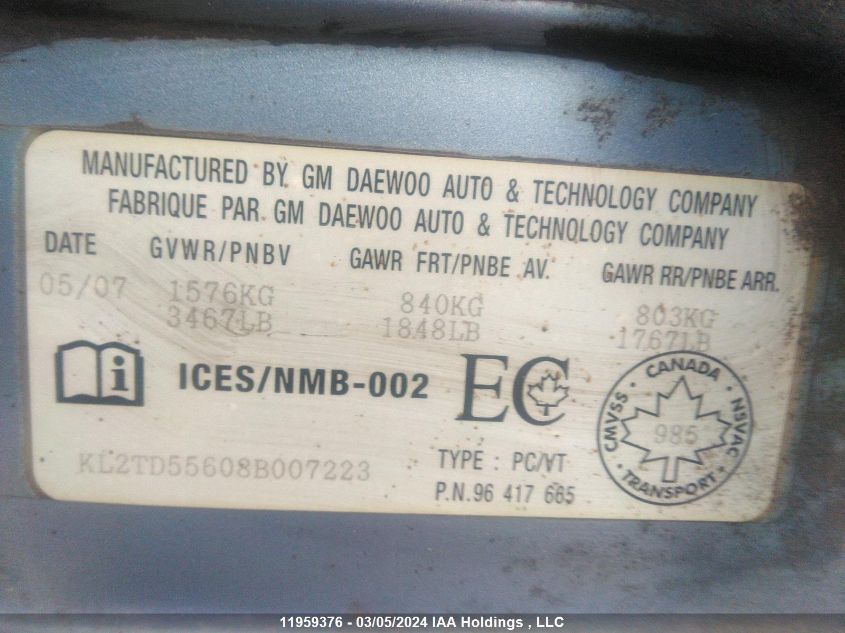 MANUFACTURED BY GM DAEWOO AUTO & TECHNOLOGY COMPANY
FABRIQUE PAR GM DAEWOO AUTO & TECHNOLOGY COMPANY
DATE GVWR/PNBV GAWR FRT/PNBE AV. GAWR RR/PNBE ARR.
05/07 1576KG 840KG 803KG
3467LB 1848LB 1767LB
i ICES/NMB-002 EC
CANADA
CMVSS 985 NSVAC
TRANSPORT
KL2TD55608B007223 TYPE : PC/VT
P.N.96 417 665
11959376 - 03/05/2024 IAA Holdings , LLC